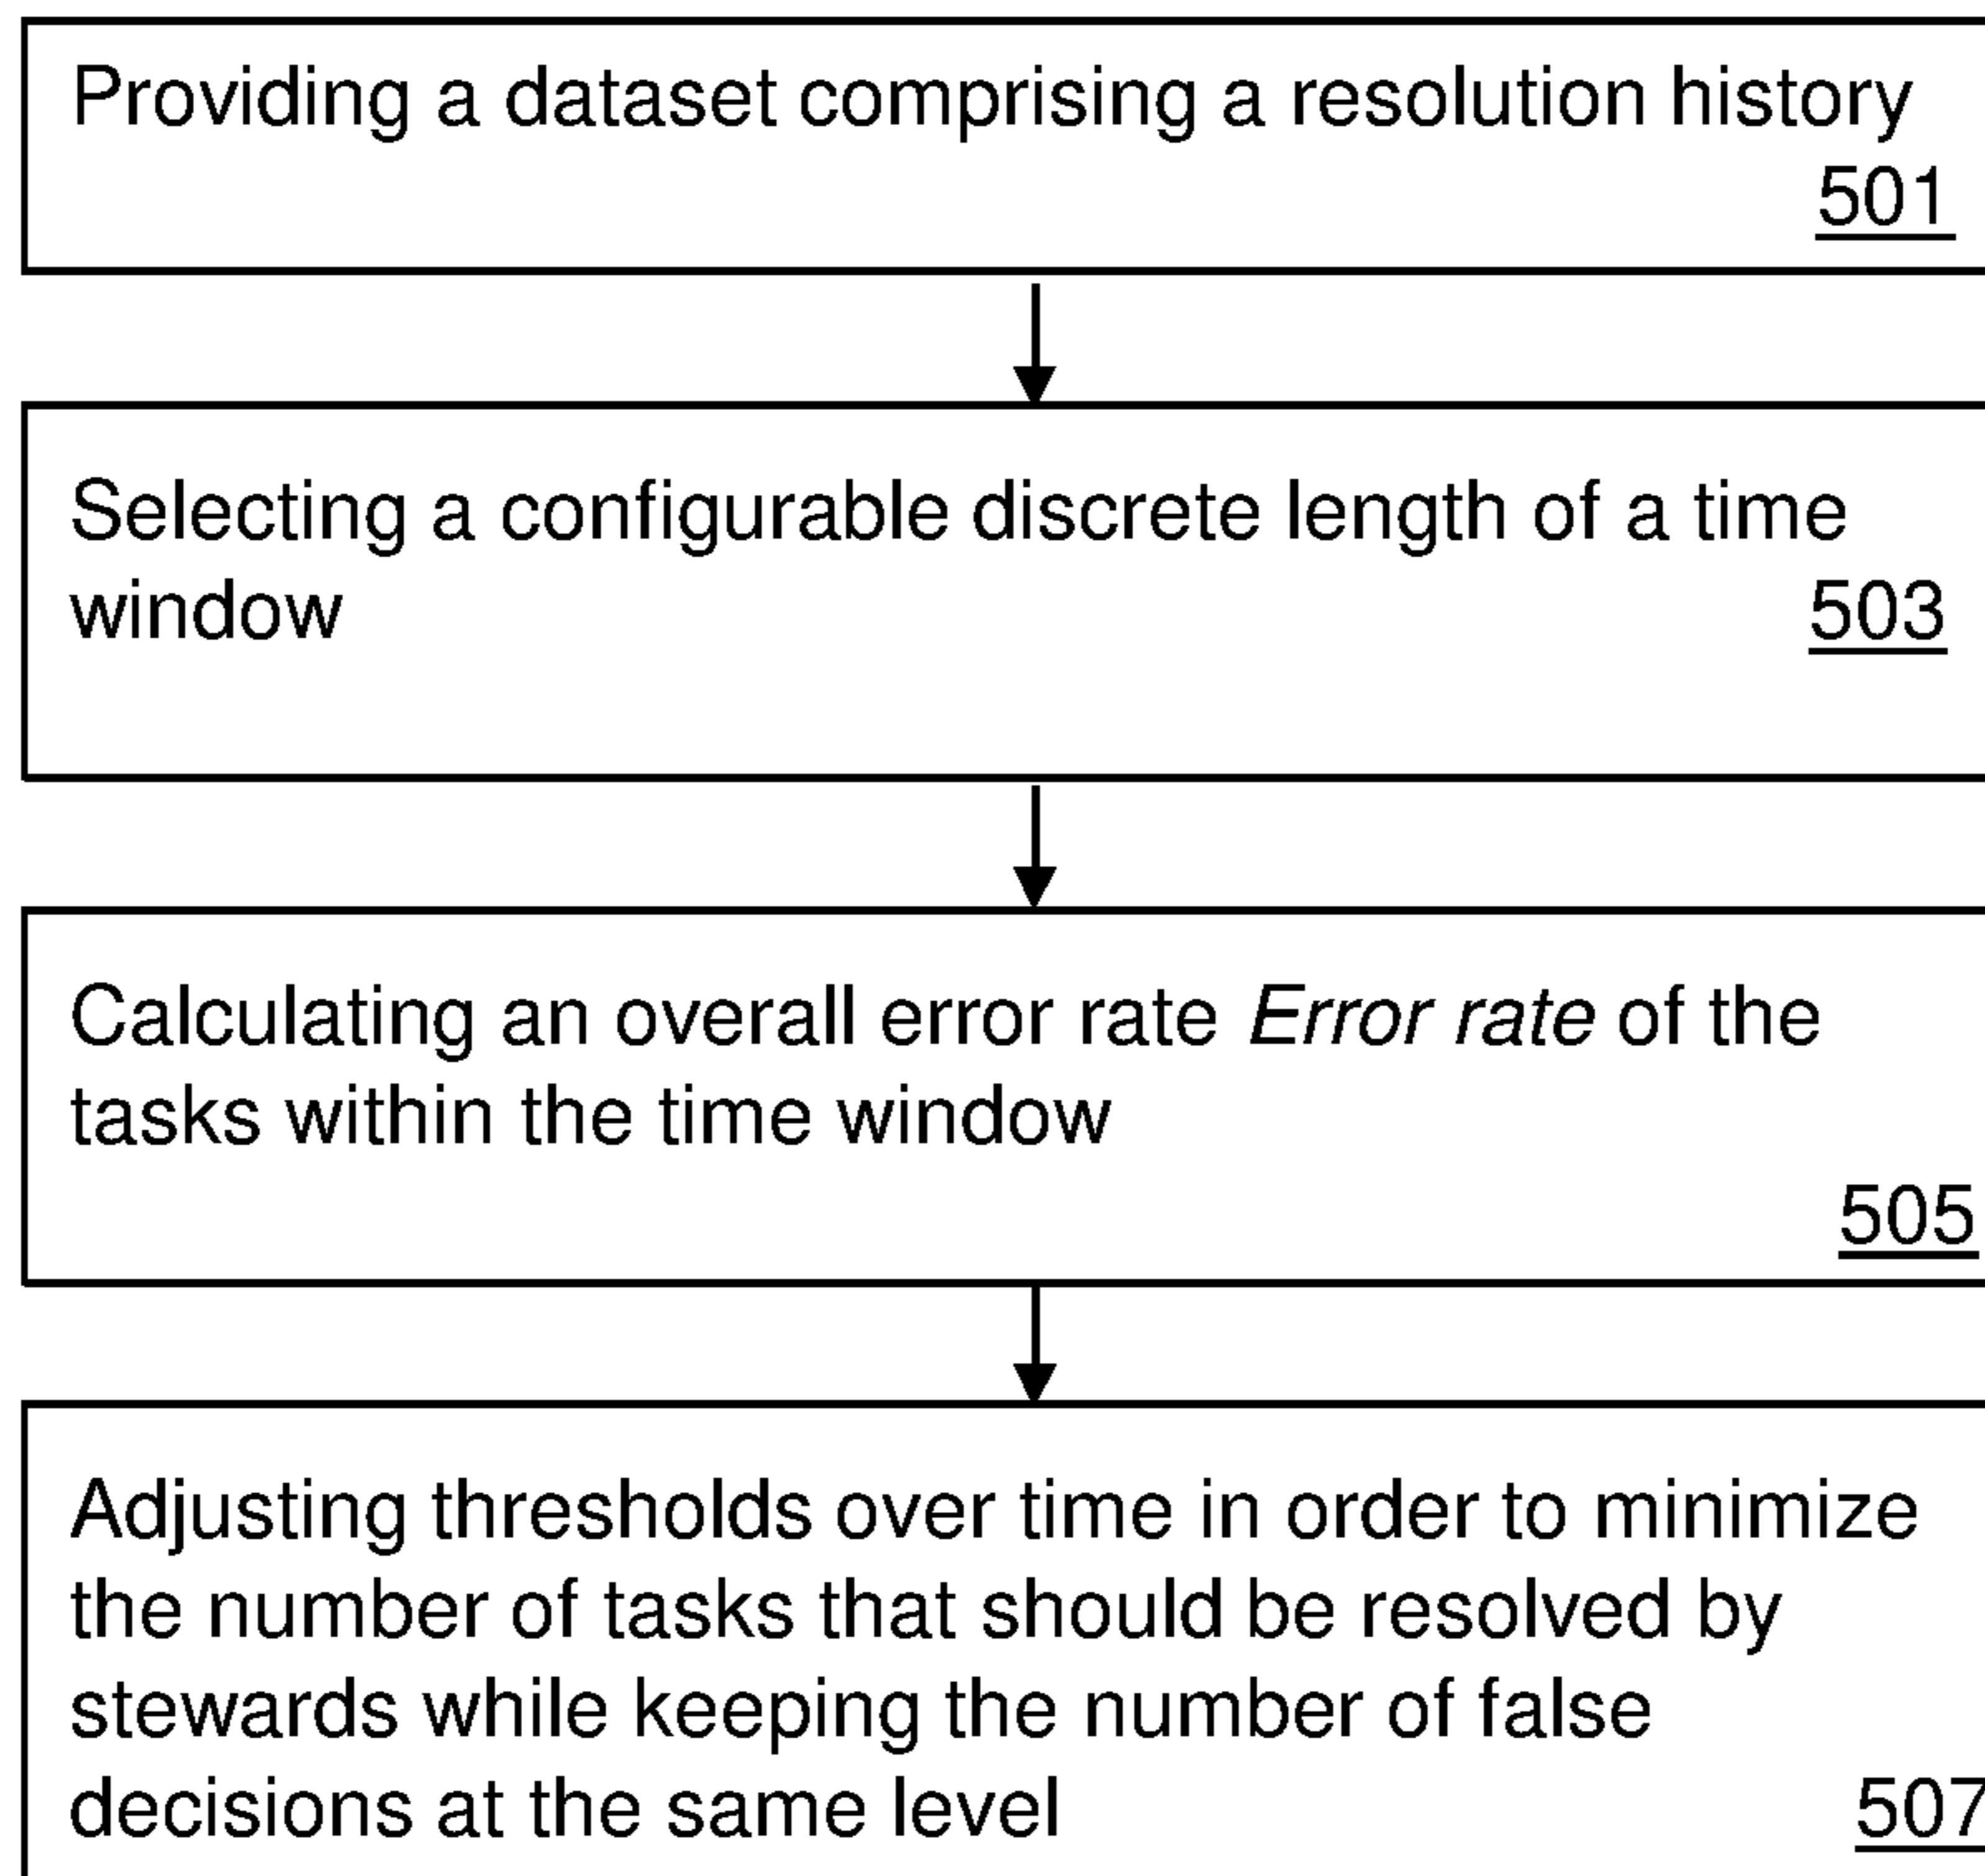 Providing a dataset comprising a resolution history
501
Selecting a configurable discrete length of a time
window 503
Calculating an overall error rate Error rate of the
tasks within the time window
505
Adjusting thresholds over time in order to minimize
the number of tasks that should be resolved by
stewards while keeping the number of false
decisions at the same level 507